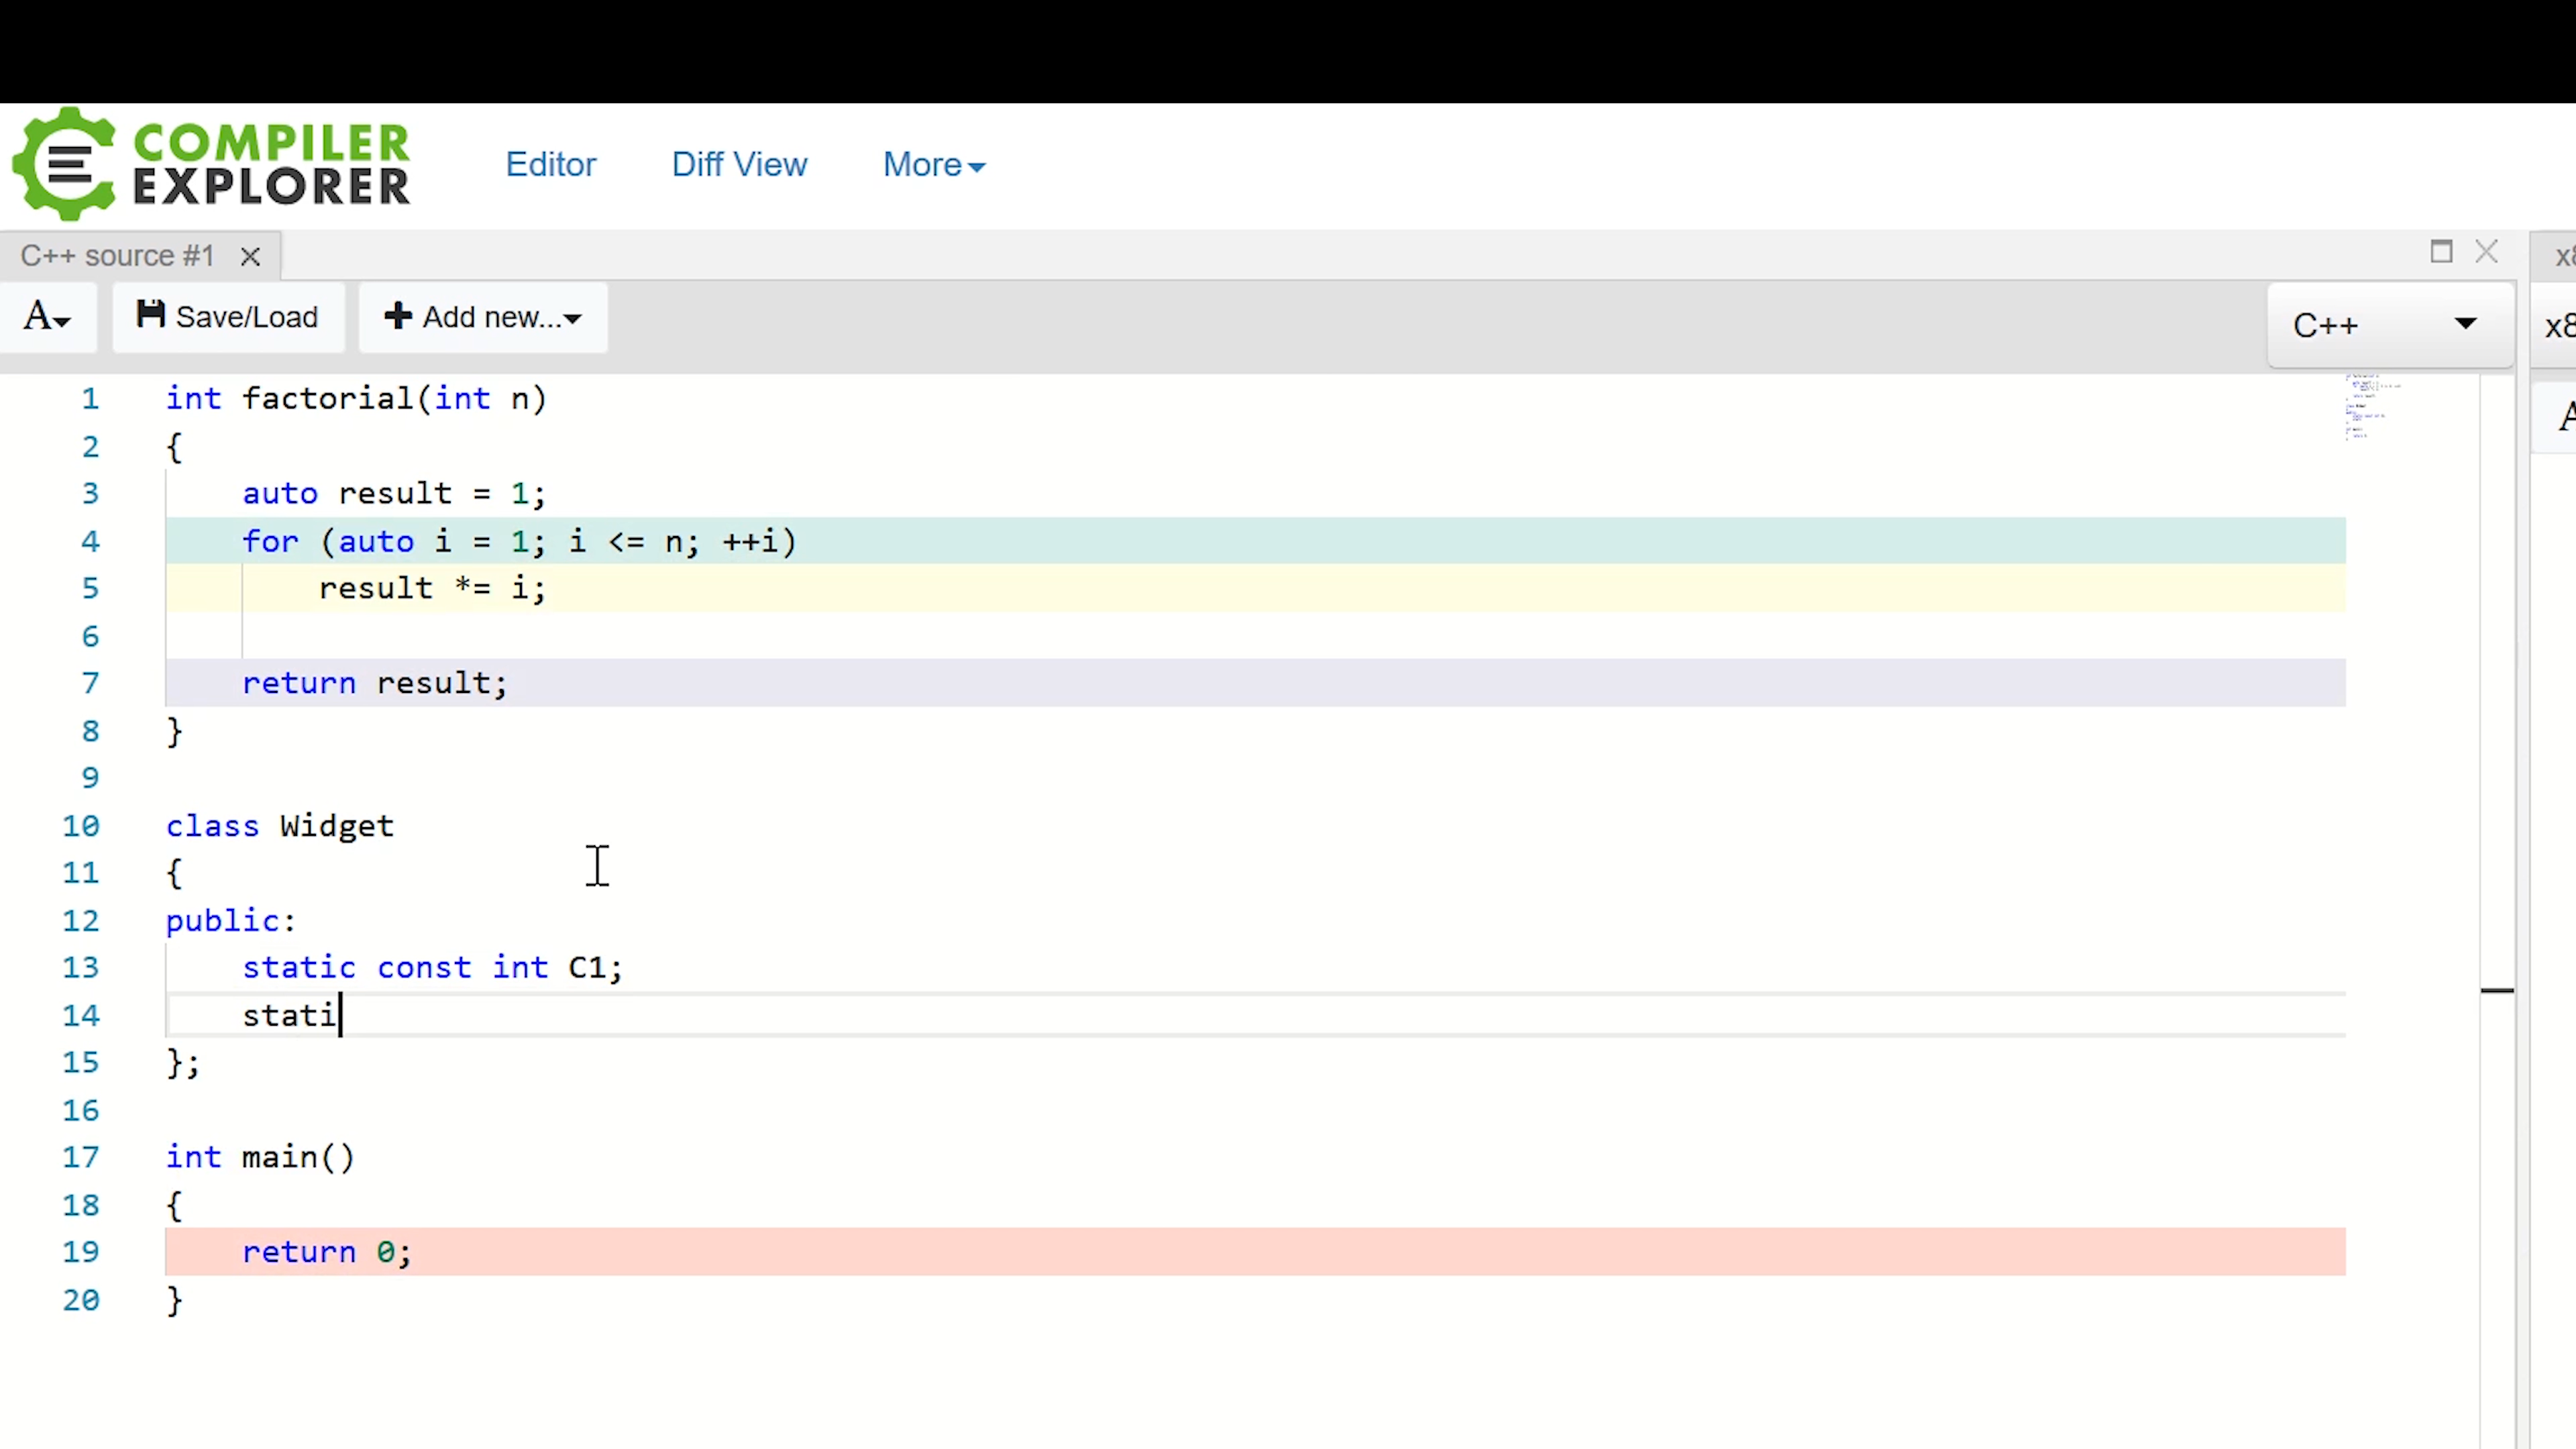 COMPILER
EXPLORER
Editor Diff View More
C++ source #1
A Save/Load + Add new...
C++
1 int factorial(int n)
2 {
3 auto result = 1;
4 for (auto i = 1; i <= n; ++i)
5 result *= i;
6
7 return result;
8 }
9
10 class Widget
11 {
12 public:
13 static const int C1;
14 stati
15 };
16
17 int main()
18 {
19 return 0;
20 }